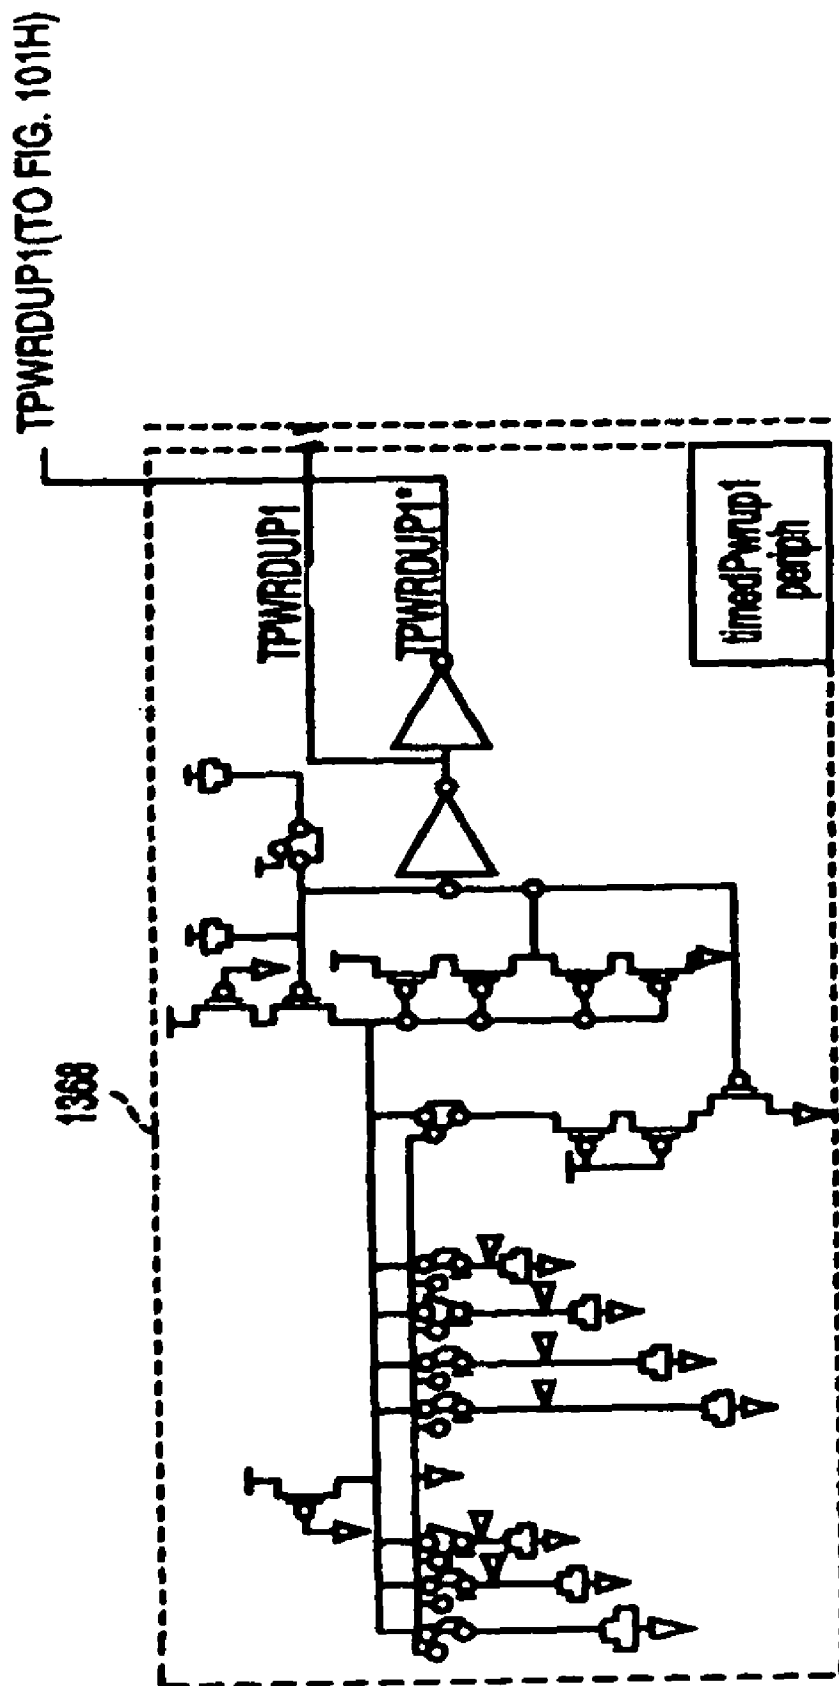 TPWRDUP1(TO FIG. 101H)
1368
TPWRDUP1
TPWRDUP1*
timedPwrup1
periph